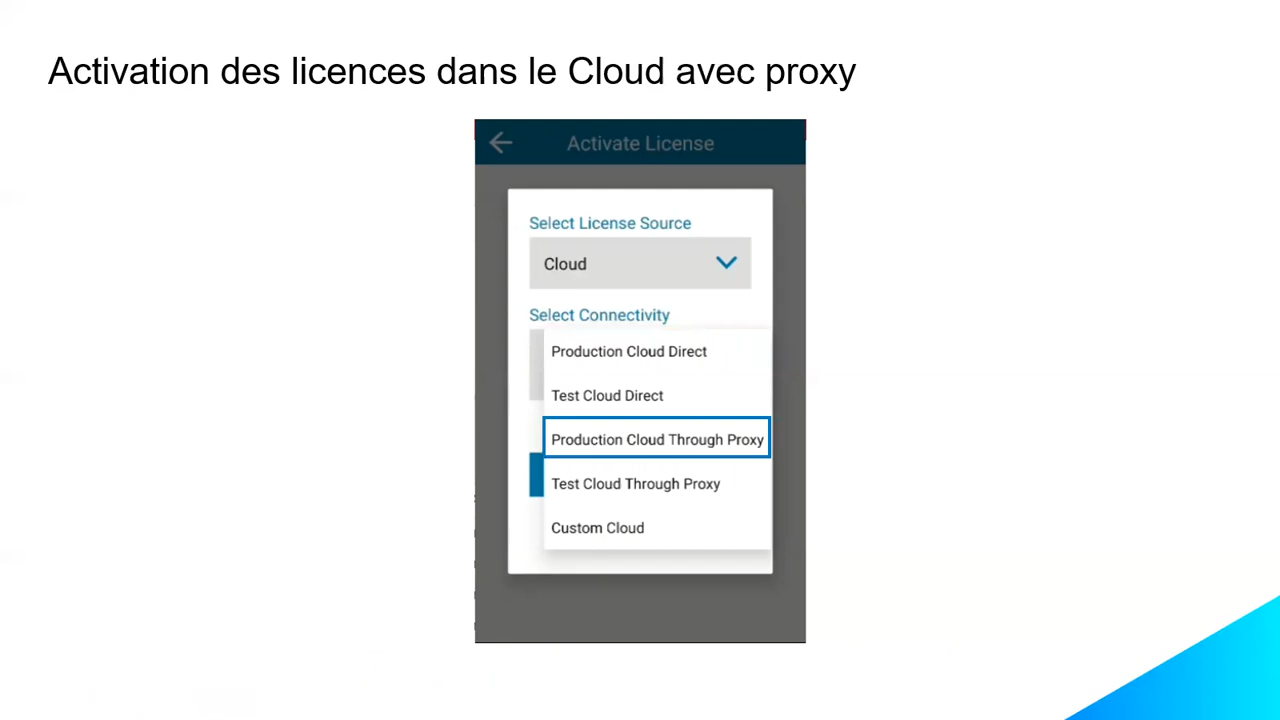 Activation des licences dans le Cloud avec proxy
Activate License
Select License Source
Cloud
Select Connectivity
Production Cloud Direct
Test Cloud Direct
Production Cloud Through Proxy
Test Cloud Through Proxy
Custom Cloud